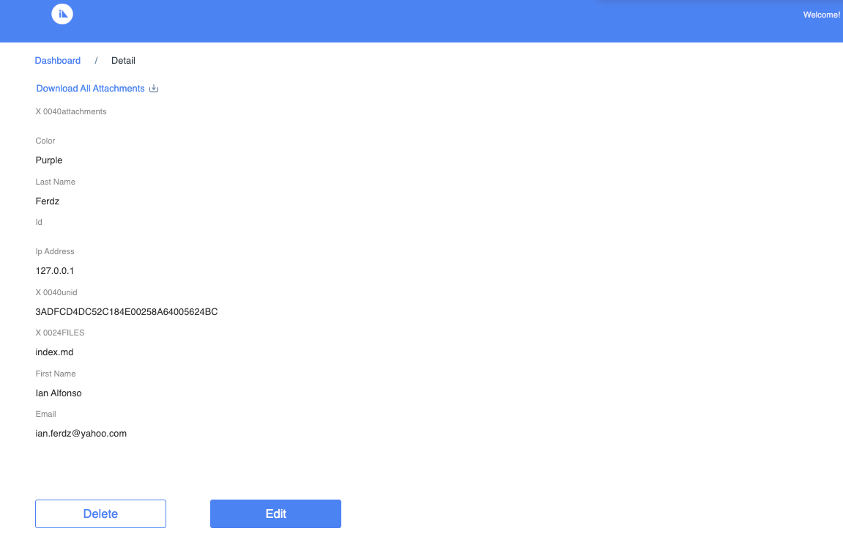 Welcome!
Dashboard / Detail
Download All Attachments
X 0040attachments
Color
Purple
Last Name
Ferdz
Id
Ip Address
127.0.0.1
X 0040unid
3ADFCD4DC52C184E00258A64005624BC
X 0024FILES
index.md
First Name
Ian Alfonso
Email
ian.ferdz@yahoo.com
Delete Edit